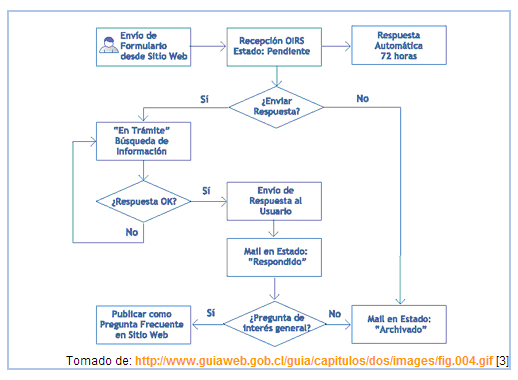 Envío de
Formulario
desde Sitio Web
Recepción OIRS
Estado: Pendiente
Respuesta
Automática
72 horas
Sí
¿Enviar
Respuesta?
No
"En Trámite"
Búsqueda de
Información
¿Respuesta OK?
Sí
No
Envío de
Respuesta al
Usuario
Mail en Estado:
"Respondido"
Publicar como
Pregunta Frecuente
en Sitio Web
Sí
¿Pregunta de
interés general?
No
Mail en Estado:
"Archivado"
Tomado de: http://www.guiaweb.gob.cl/guia/capitulos/dos/images/fig.004.gif [3]